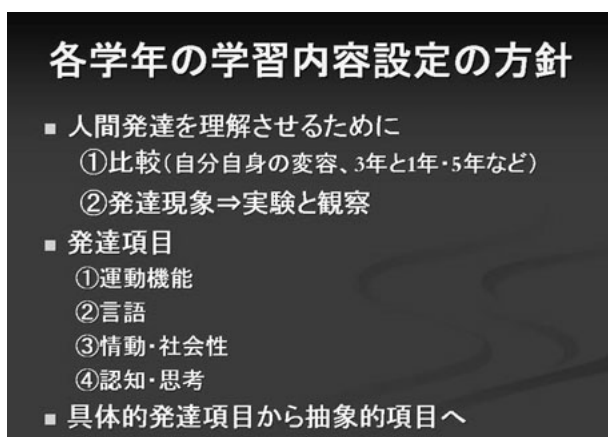 各学年の学習内容設定の方針
■ 人間発達を理解させるために
①比較(自分自身の変容、3年と1年・5年など)
②発達現象⇒実験と観察
■ 発達項目
①運動機能
②言語
③情動・社会性
④認知・思考
■ 具体的発達項目から抽象的項目へ